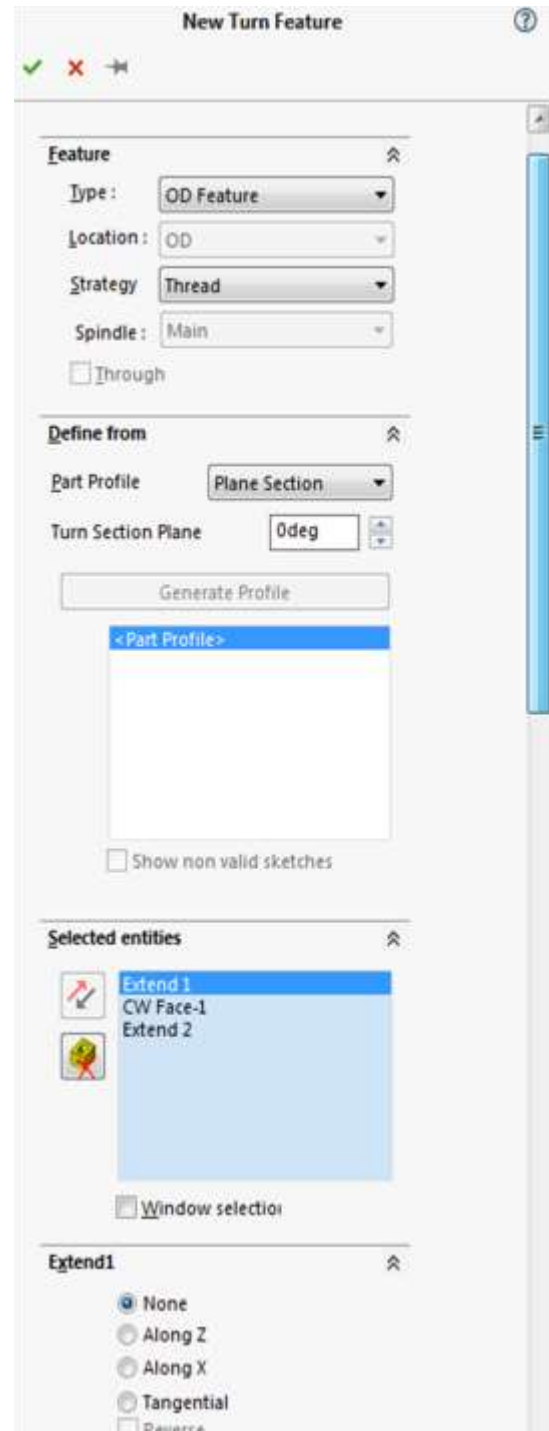 New Turn Feature
Feature
Type : OD Feature
Location : OD
Strategy Thread
Spindle : Main
Through
Define from
Part Profile Plane Section
Turn Section Plane 0deg
Generate Profile
<Part Profile>
Show non valid sketches
Selected entities
Extend 1
CW Face-1
Extend 2
Window selection
Extend1
None
Along Z
Along X
Tangential
Reverse